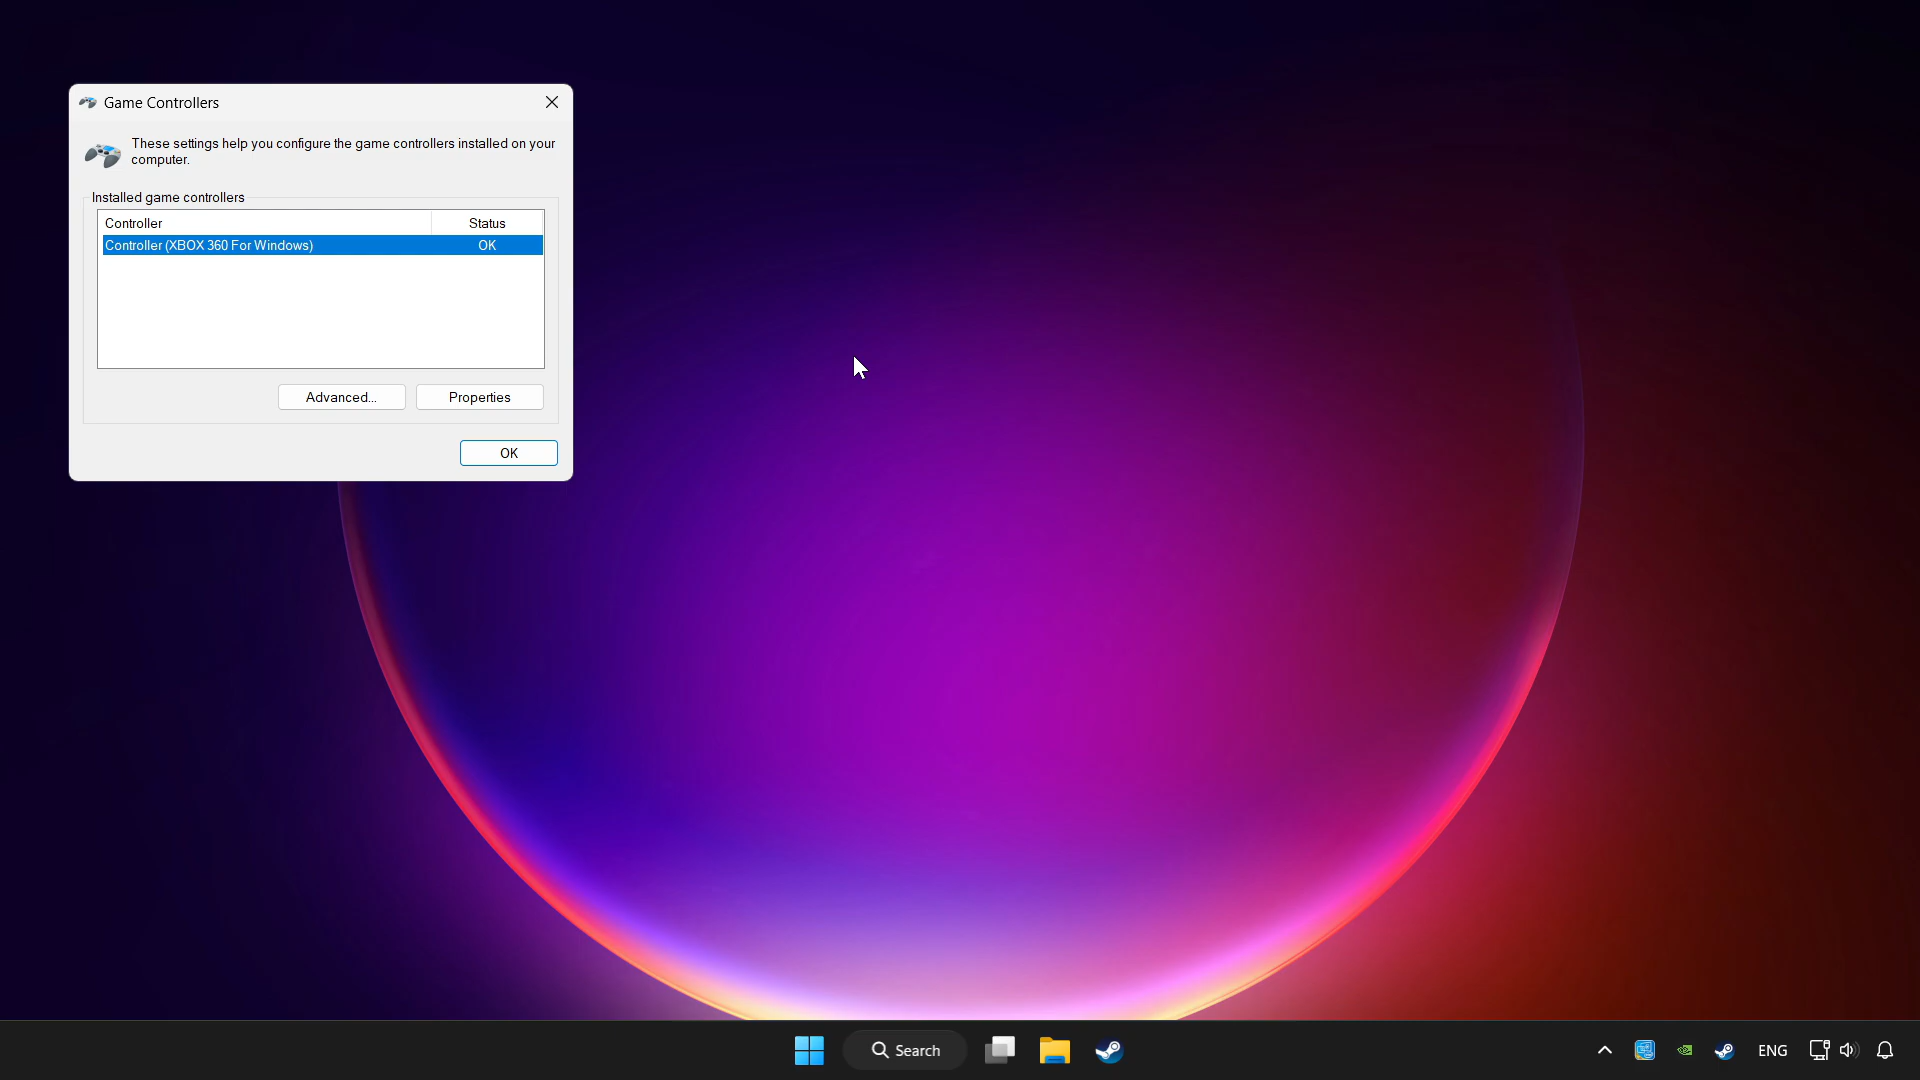 Game Controllers
These settings help you configure the game controllers installed on your
computer.
Installed game controllers
Controller Status
Controller (XBOX 360 For Windows) OK
Advanced... Properties
OK
Search ENG